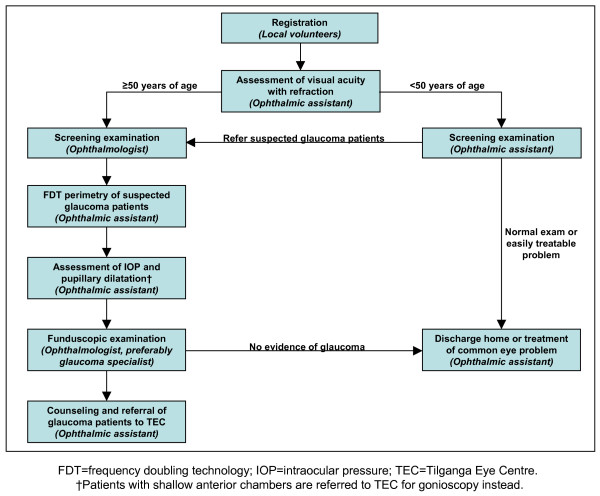 Registration
(Local volunteers)
Assessment of visual acuity
with refraction
(Ophthalmic assistant)
≥50 years of age
<50 years of age
Screening examination
(Ophthalmologist)
Refer suspected glaucoma patients
Screening examination
(Ophthalmic assistant)
FDT perimetry of suspected
glaucoma patients
(Ophthalmic assistant)
Normal exam or
easily treatable
problem
Assessment of IOP and
pupillary dilatation†
(Ophthalmic assistant)
Funduscopic examination
(Ophthalmologist, preferably
glaucoma specialist)
No evidence of glaucoma
Discharge home or treatment
of common eye problem
(Ophthalmic assistant)
Counseling and referral of
glaucoma patients to TEC
(Ophthalmic assistant)
FDT=frequency doubling technology; IOP=intraocular pressure; TEC=Tilganga Eye Centre.
†Patients with shallow anterior chambers are referred to TEC for gonioscopy instead.